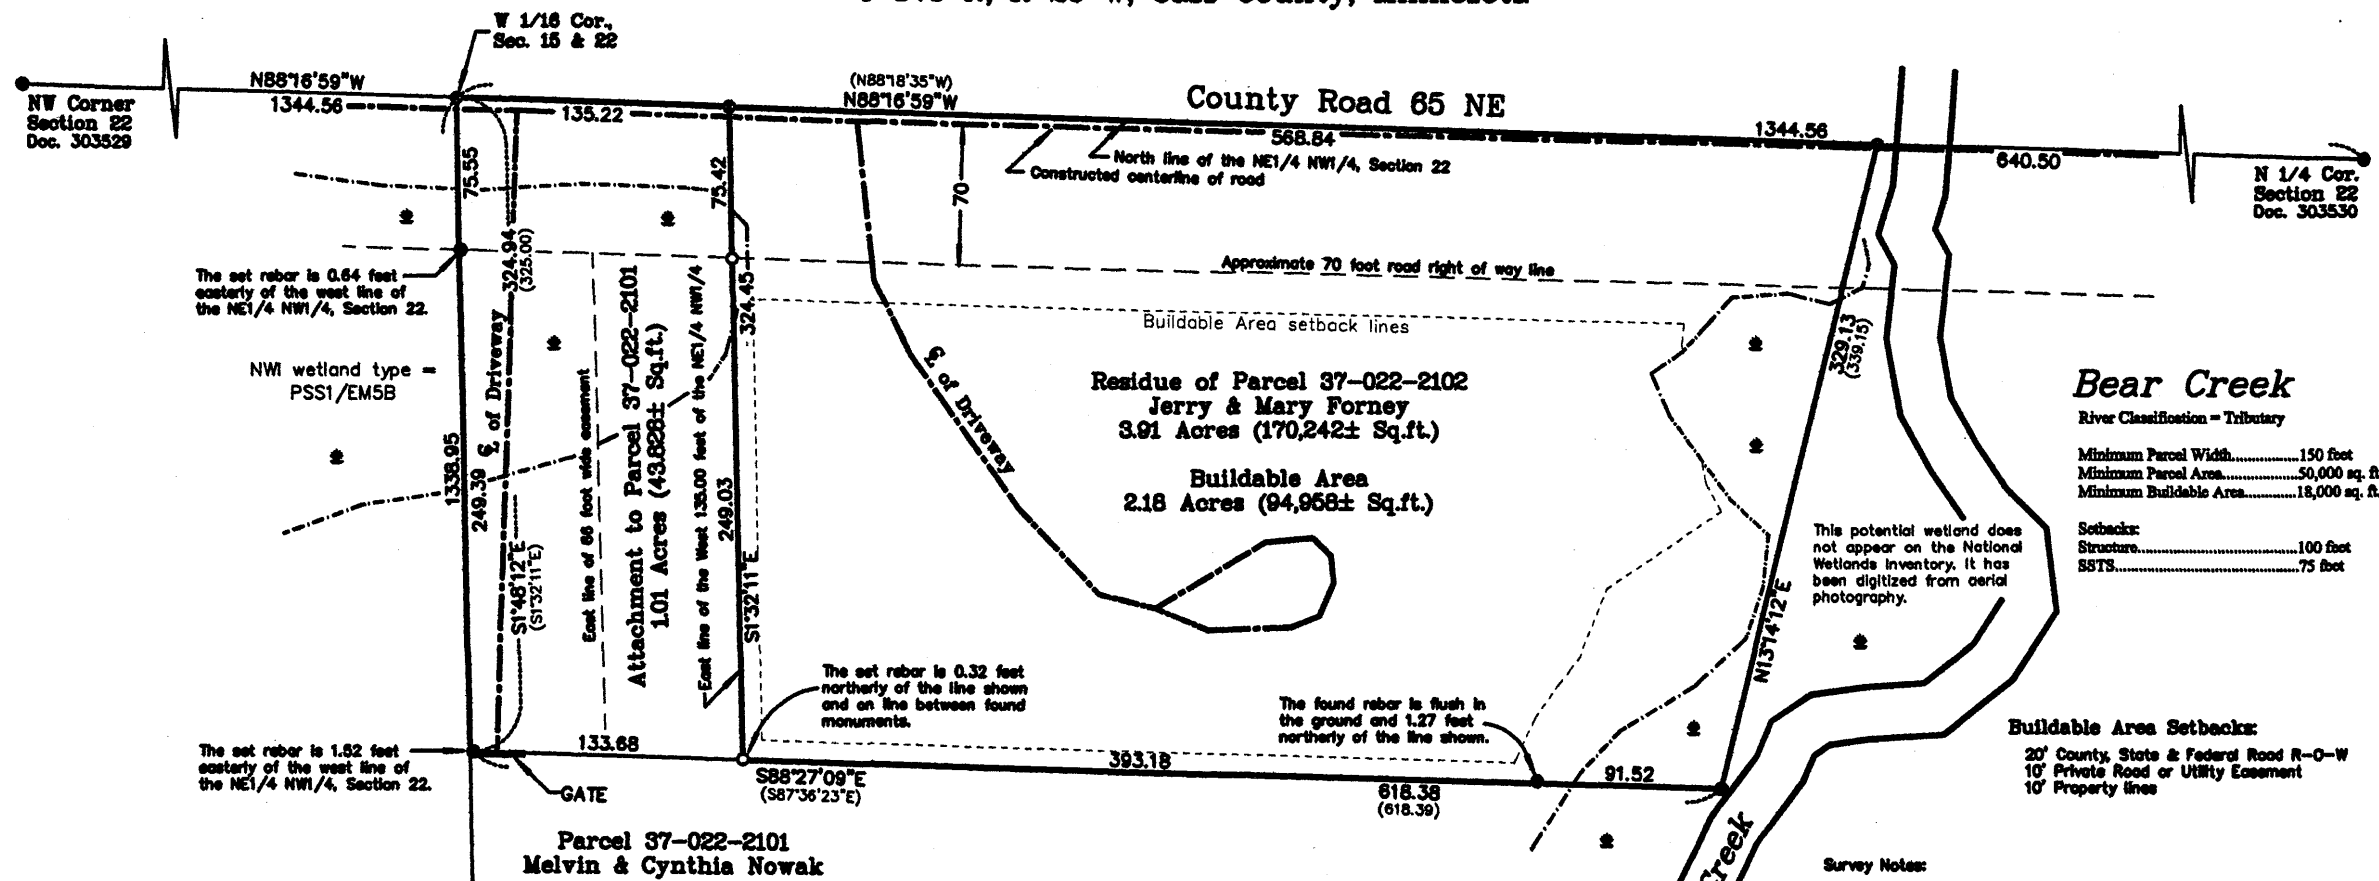 W 1/16 Cor.,
Sec. 15 & 22
N88°16'59"W
1344.56
135.22
(N88°18'35"W)
N88°16'59"W
County Road 65 NE
568.84
1344.56
640.50
NW Corner
Section 22
Doc. 303529
N 1/4 Cor.
Section 22
Doc. 303530
North line of the NE1/4 NW1/4, Section 22
Constructed centerline of road
75.55
75.42
70
324.94
(325.00)
Approximate 70 foot road right of way line
The set rebar is 0.64 feet
easterly of the west line of
the NE1/4 NW1/4, Section 22.
NWI wetland type =
PSS1/EM5B
1338.95
249.39
℄ of Driveway
S1°48'12"E
(S1°32'11"E)
East line of 66 foot wide easement
Attachment to Parcel 37-022-2101
1.01 Acres (43,828± Sq.ft.)
East line of the West 135.00 feet of the NE1/4 NW1/4
324.45
249.03
S1°32'11"E
Buildable Area setback lines
℄ of Driveway
Residue of Parcel 37-022-2102
Jerry & Mary Forney
3.91 Acres (170,242± Sq.ft.)
Buildable Area
2.18 Acres (94,958± Sq.ft.)
329.13
(339.15)
N13°14'12"E
Bear Creek
River Classification = Tributary
Minimum Parcel Width..................150 feet
Minimum Parcel Area....................50,000 sq. ft
Minimum Buildable Area..............18,000 sq. ft.
Setbacks:
Structure...........................................100 feet
SSTS................................................75 feet
This potential wetland does
not appear on the National
Wetlands Inventory. It has
been digitized from aerial
photography.
The set rebar is 0.32 feet
northerly of the line shown
and on line between found
monuments.
The found rebar is flush in
the ground and 1.27 feet
northerly of the line shown.
The set rebar is 1.62 feet
easterly of the west line of
the NE1/4 NW1/4, Section 22.
133.68
GATE
S88°27'09"E
(S87°36'23"E)
393.18
91.52
618.38
(618.39)
Buildable Area Setbacks:
20' County, State & Federal Road R-O-W
10' Private Road or Utility Easement
10' Property lines
Parcel 37-022-2101
Melvin & Cynthia Nowak
Creek
Survey Notes: